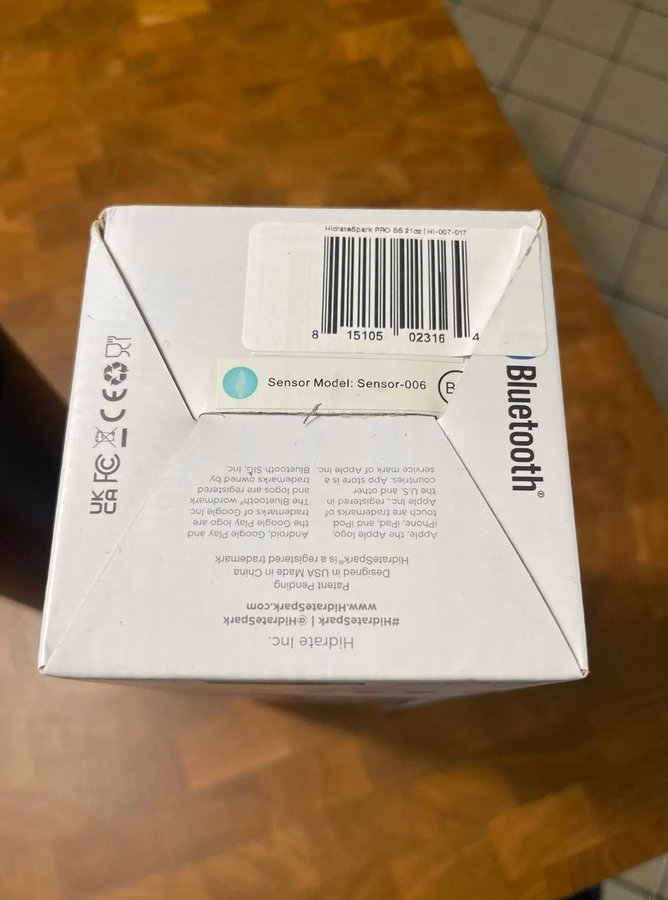 HidrateSpark PRO SS 21oz | HI-007-017
8 15105 02316 4
Sensor Model: Sensor-006
B
Bluetooth®
UK
CA
FC
CE
Hidrate Inc.
#HidrateSpark | @HidrateSpark
www.HidrateSpark.com
Patent Pending
Designed in USA Made in China
HidrateSpark® is a registered trademark
Apple, the Apple logo,
iPhone, iPad, and iPod
touch are trademarks of
Apple Inc., registered in
the U.S. and other
countries. App store is a
service mark of Apple Inc.
Android, Google Play and
the Google Play logo are
trademarks of Google Inc.
The Bluetooth® wordmark
and logos are registered
trademarks owned by
Bluetooth SIG, Inc.